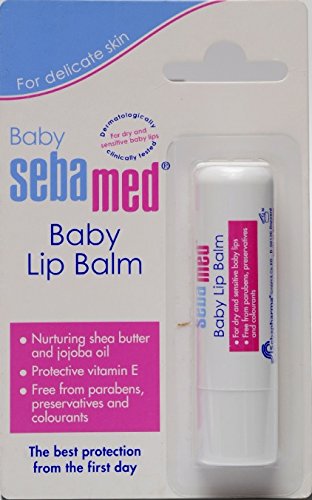 For delicate skin
Baby
sebamed®
Dermatologically
For dry and
sensitive baby lips
clinically tested
Baby
Lip Balm
• Nurturing shea butter
and jojoba oil
• Protective vitamin E
• Free from parabens,
preservatives and
colourants
The best protection
from the first day
sebamed
Baby Lip Balm
• For dry and sensitive baby lips
• Free from parabens, preservatives
and colourants